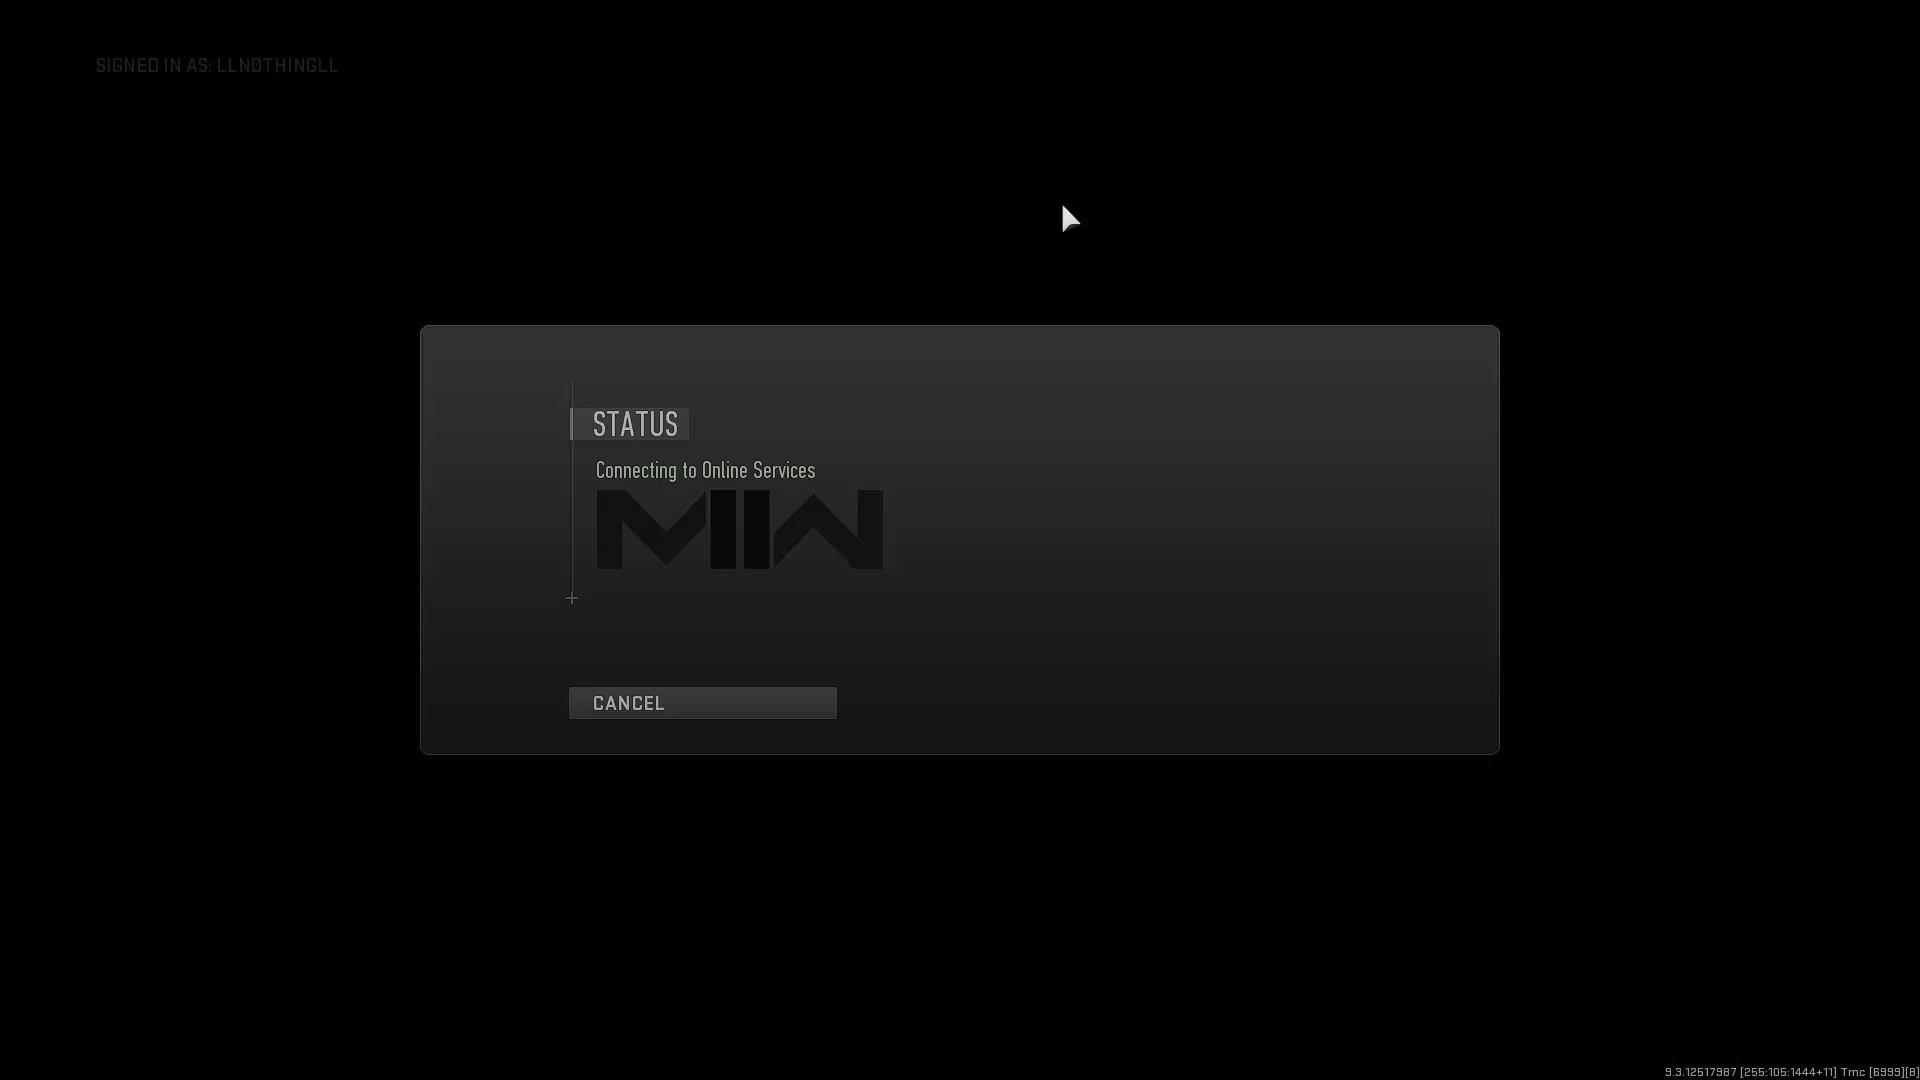 SIGNED IN AS: LLNØTHINGLL
STATUS
Connecting to Online Services
MIIW
CANCEL
9.3.12517987 [255:105:1444+11] Tmc [6999][8]